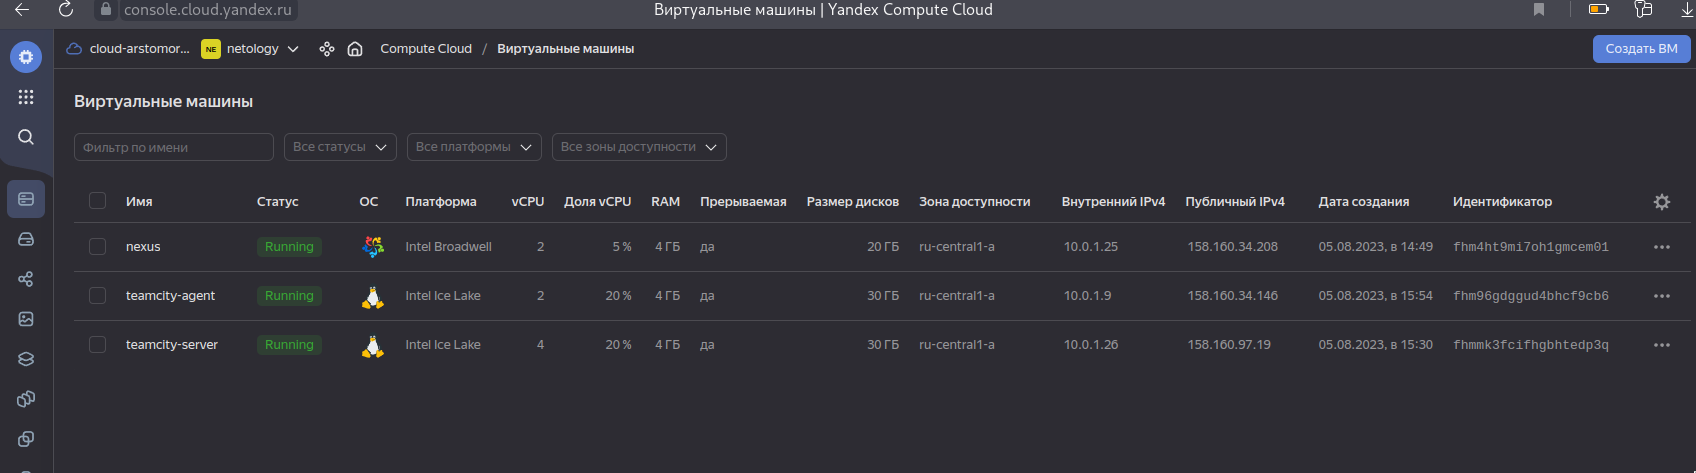 console.cloud.yandex.ru Виртуальные машины | Yandex Compute Cloud
cloud-arstomor... NE netology Compute Cloud / Виртуальные машины Создать ВМ
Виртуальные машины
Фильтр по имени Все статусы Все платформы Все зоны доступности
Имя Статус ОС Платформа vCPU Доля vCPU RAM Прерываемая Размер дисков Зона доступности Внутренний IPv4 Публичный IPv4 Дата создания Идентификатор
nexus Running Intel Broadwell 2 5 % 4 ГБ да 20 ГБ ru-central1-a 10.0.1.25 158.160.34.208 05.08.2023, в 14:49 fhm4ht9mi7oh1gmcem01
teamcity-agent Running Intel Ice Lake 2 20 % 4 ГБ да 30 ГБ ru-central1-a 10.0.1.9 158.160.34.146 05.08.2023, в 15:54 fhm96gdggud4bhcf9cb6
teamcity-server Running Intel Ice Lake 4 20 % 4 ГБ да 30 ГБ ru-central1-a 10.0.1.26 158.160.97.19 05.08.2023, в 15:30 fhmmk3fcifhgbhtedp3q